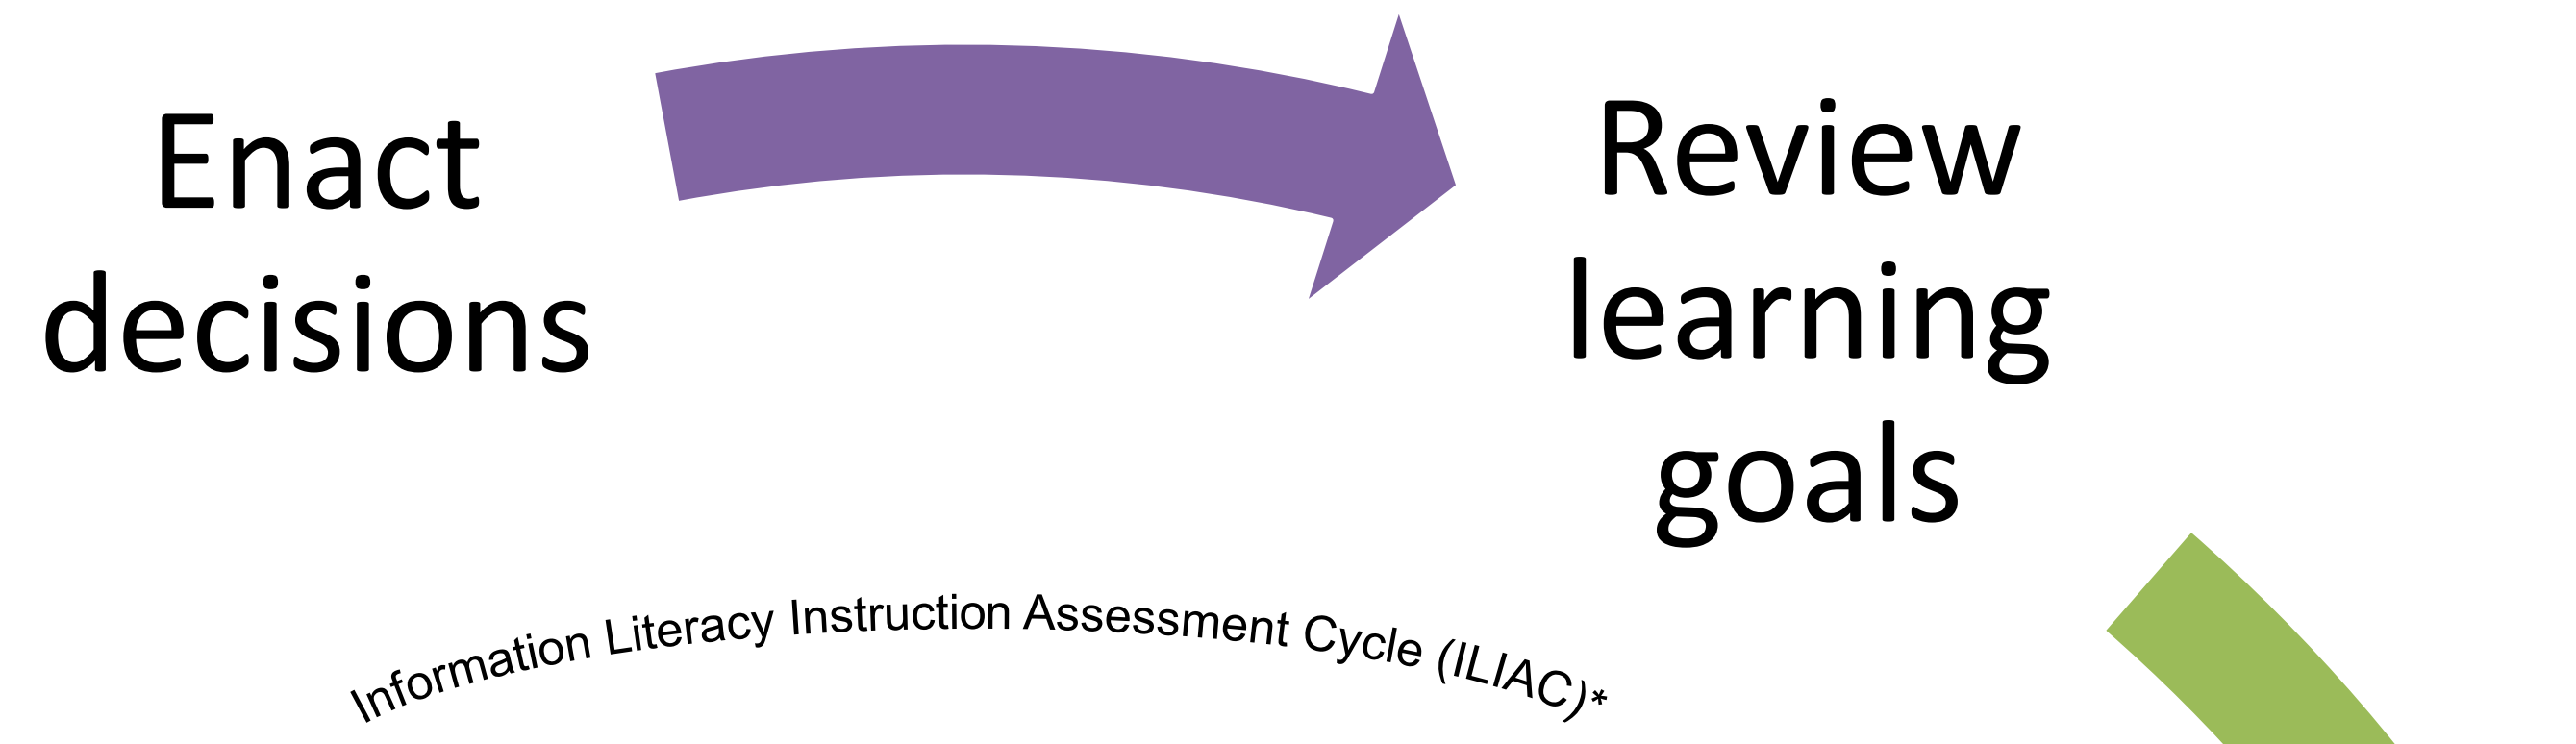 Enact
decisions
Review
learning
goals
Information Literacy Instruction Assessment Cycle (ILIAC)*